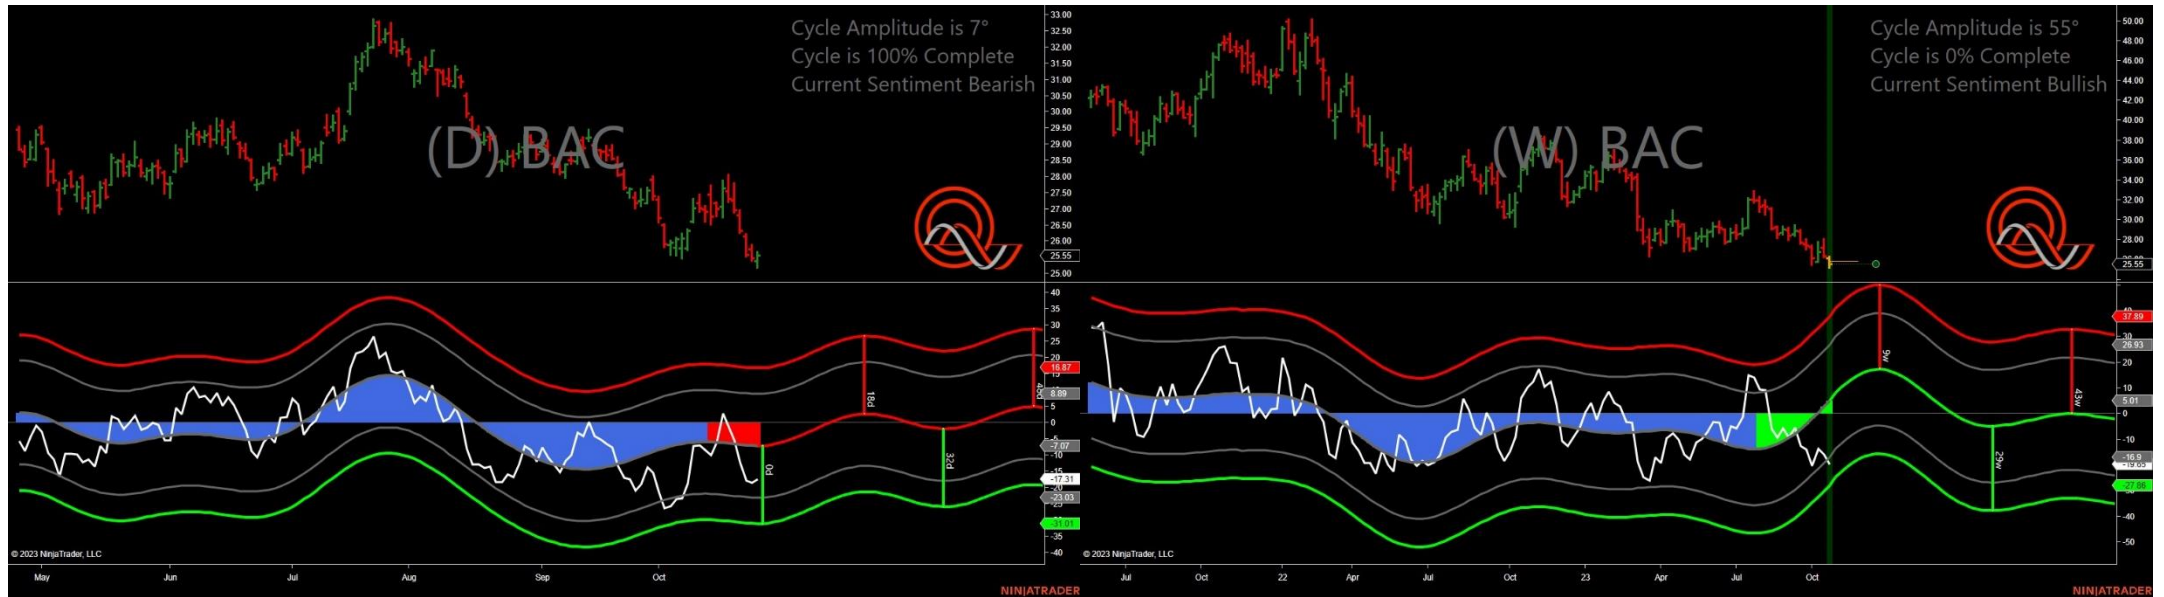 Cycle Amplitude is 7°
Cycle is 100% Complete
Current Sentiment Bearish
(D) BAC
33.00
32.50
32.00
31.50
31.00
30.50
30.00
29.50
29.00
28.50
28.00
27.50
27.00
26.50
26.00
25.55
25.00
40
35
30
25
20
16.87
15
8.89
5
0
-5
-7.07
-10
-15
-17.31
-20
-23.03
-31.01
-35
-40
18d
32d
0d
© 2023 NinjaTrader, LLC
May
Jun
Jul
Aug
Sep
Oct
NINJATRADER
Cycle Amplitude is 55°
Cycle is 0% Complete
Current Sentiment Bullish
(W) BAC
50.00
48.00
46.00
44.00
42.00
40.00
38.00
36.00
34.00
32.00
30.00
28.00
25.55
37.89
30
26.93
20
10
5.01
0
-10
-16.9
-19.65
-27.86
-40
-50
9w
43w
29w
© 2023 NinjaTrader, LLC
Jul
Oct
22
Apr
Jul
Oct
23
Apr
Jul
Oct
NINJATRADER